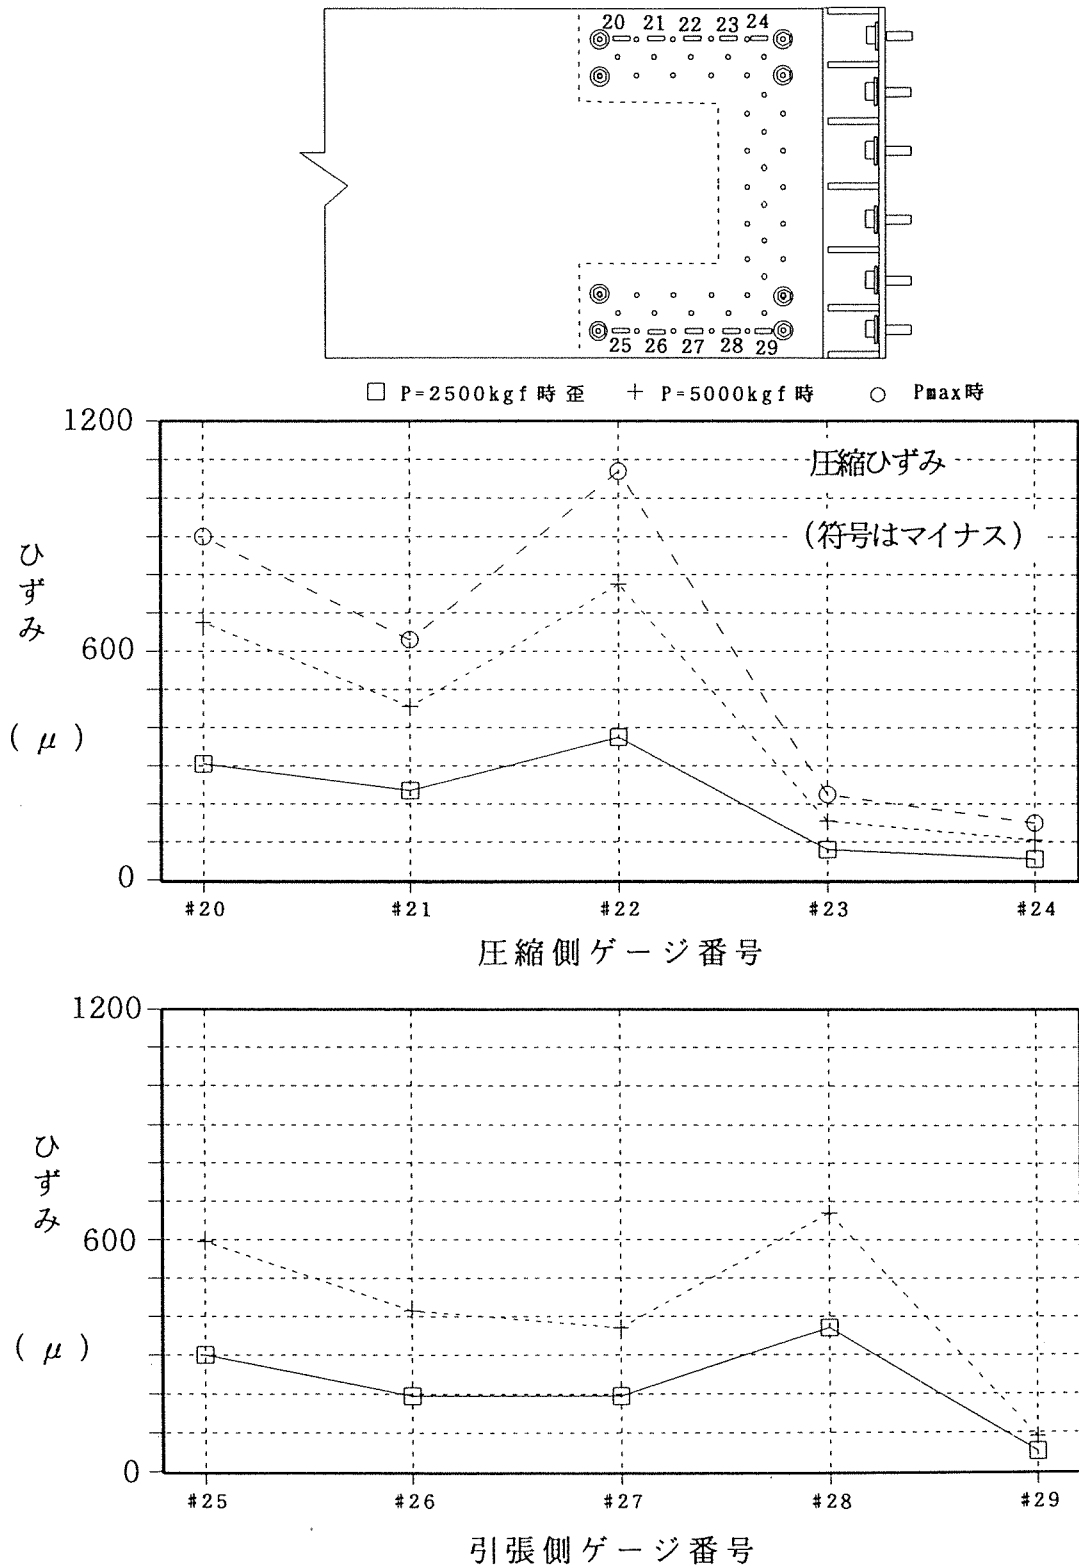 20 21 22 23 24
25 26 27 28 29
□ P=2500kgf時歪 + P=5000kgf時 ○ Pmax時
1200
圧縮ひずみ
(符号はマイナス)
ひずみ
600
(μ)
0
#20 #21 #22 #23 #24
圧縮側ゲージ番号
1200
ひずみ
600
(μ)
0
#25 #26 #27 #28 #29
引張側ゲージ番号